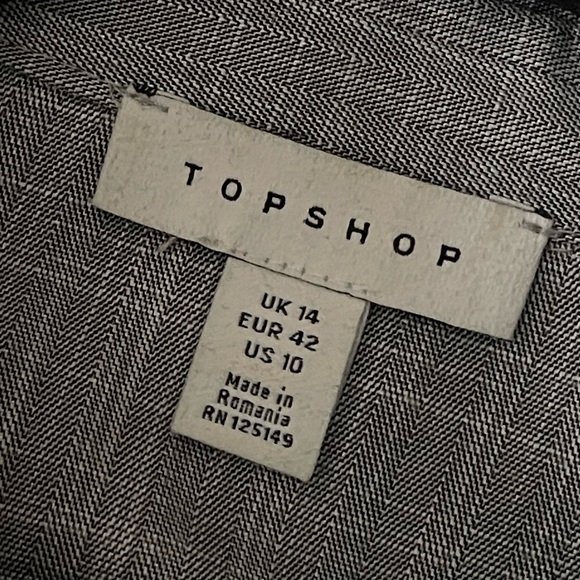 TOPSHOP
UK 14
EUR 42
US 10
Made in
Romania
RN 125149